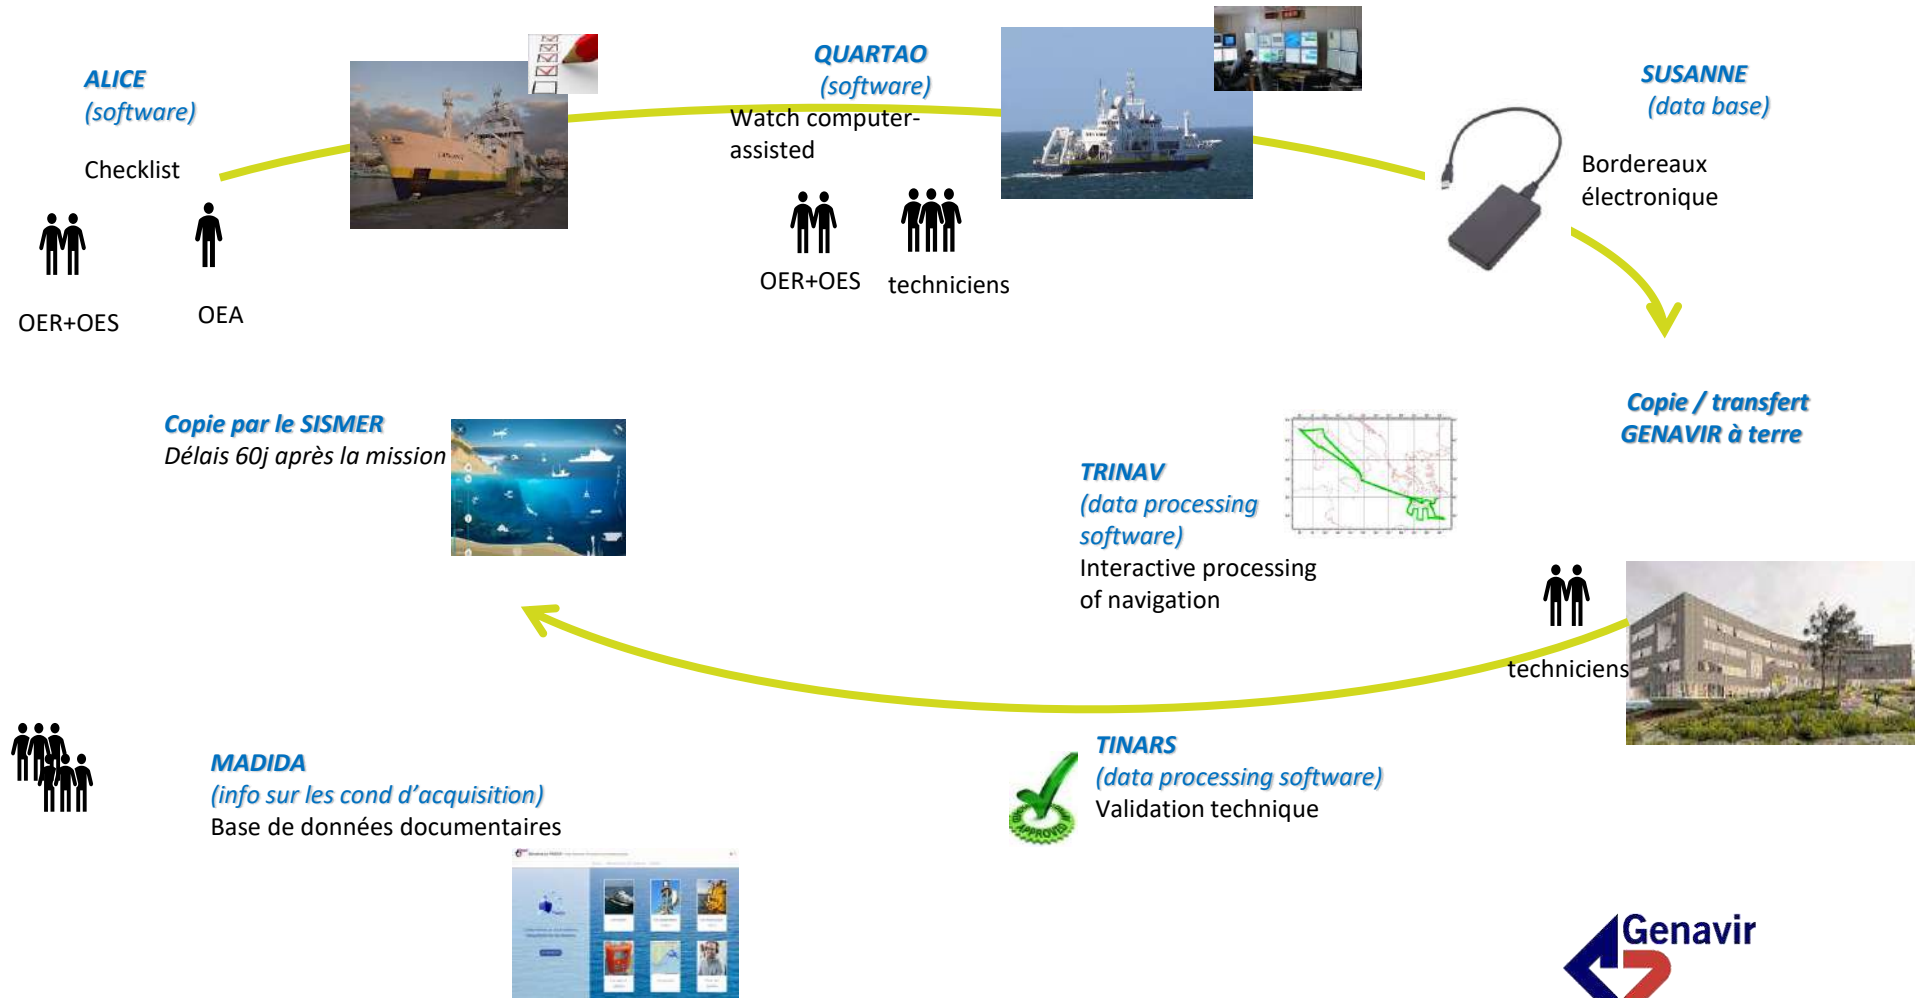 ALICE
(software)
Checklist
OER+OES
OEA
QUARTAO
(software)
Watch computer-
assisted
OER+OES
techniciens
SUSANNE
(data base)
Bordereaux
électronique
Copie / transfert
GENAVIR à terre
TRINAV
(data processing
software)
Interactive processing
of navigation
techniciens
TINARS
(data processing software)
Validation technique
APPROVED
Copie par le SISMER
Délais 60j après la mission
MADIDA
(info sur les cond d’acquisition)
Base de données documentaires
Genavir